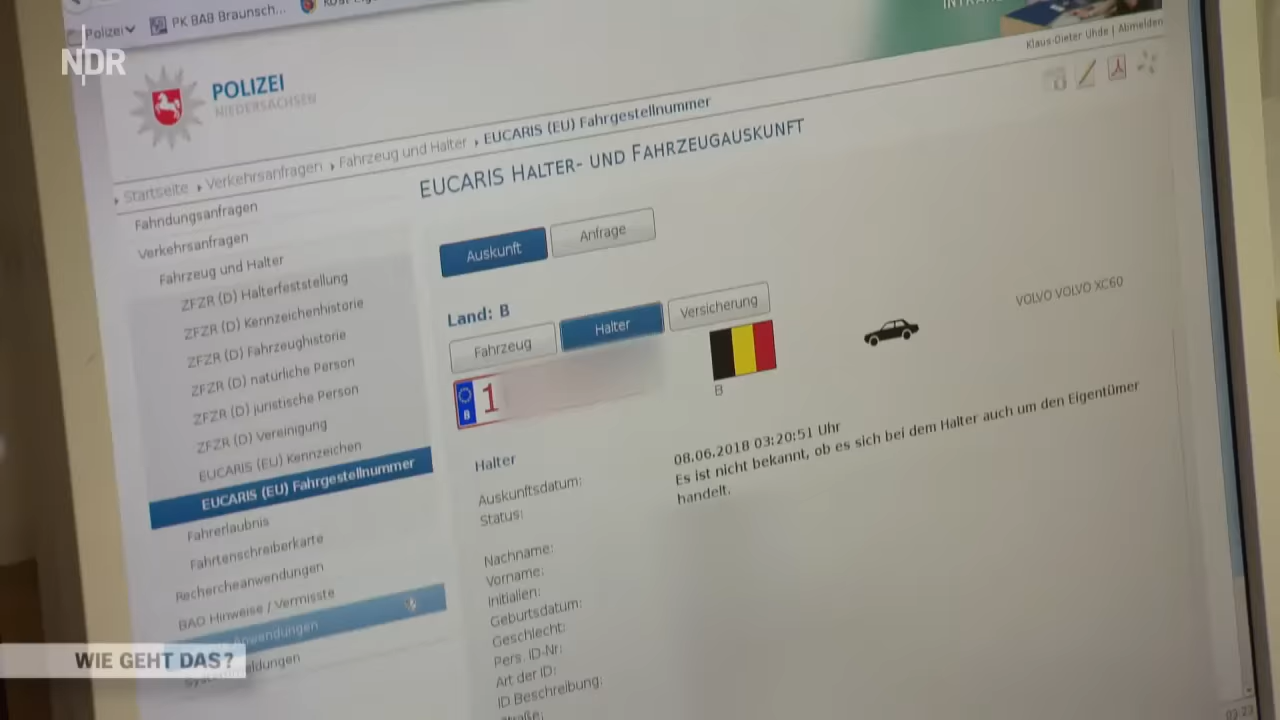 Polizei
PK BAB Braunsch...
NDR
Klaus-Dieter Uhde | Abmelden
POLIZEI
NIEDERSACHSEN
Startseite Verkehrsanfragen Fahrzeug und Halter EUCARIS (EU) Fahrgestellnummer
EUCARIS HALTER- UND FAHRZEUGAUSKUNFT
Fahndungsanfragen
Verkehrsanfragen
Fahrzeug und Halter
ZFZR (D) Halterfeststellung
ZFZR (D) Kennzeichenhistorie
ZFZR (D) Fahrzeughistorie
ZFZR (D) natürliche Person
ZFZR (D) juristische Person
ZFZR (D) Vereinigung
EUCARIS (EU) Kennzeichen
EUCARIS (EU) Fahrgestellnummer
Fahrerlaubnis
Fahrtenschreiberkarte
Rechercheanwendungen
BAO Hinweise / Vermisste
Anwendungen
Auskunft Anfrage
Land: B
Fahrzeug Halter Versicherung
B 1
B
VOLVO VOLVO XC60
Halter
Auskunftsdatum: 08.06.2018 03:20:51 Uhr
Status: Es ist nicht bekannt, ob es sich bei dem Halter auch um den Eigentümer
handelt.
Nachname:
Vorname:
Initialien:
Geburtsdatum:
Geschlecht:
Pers. ID-Nr:
Art der ID:
ID Beschreibung:
Straße:
WIE GEHT DAS?